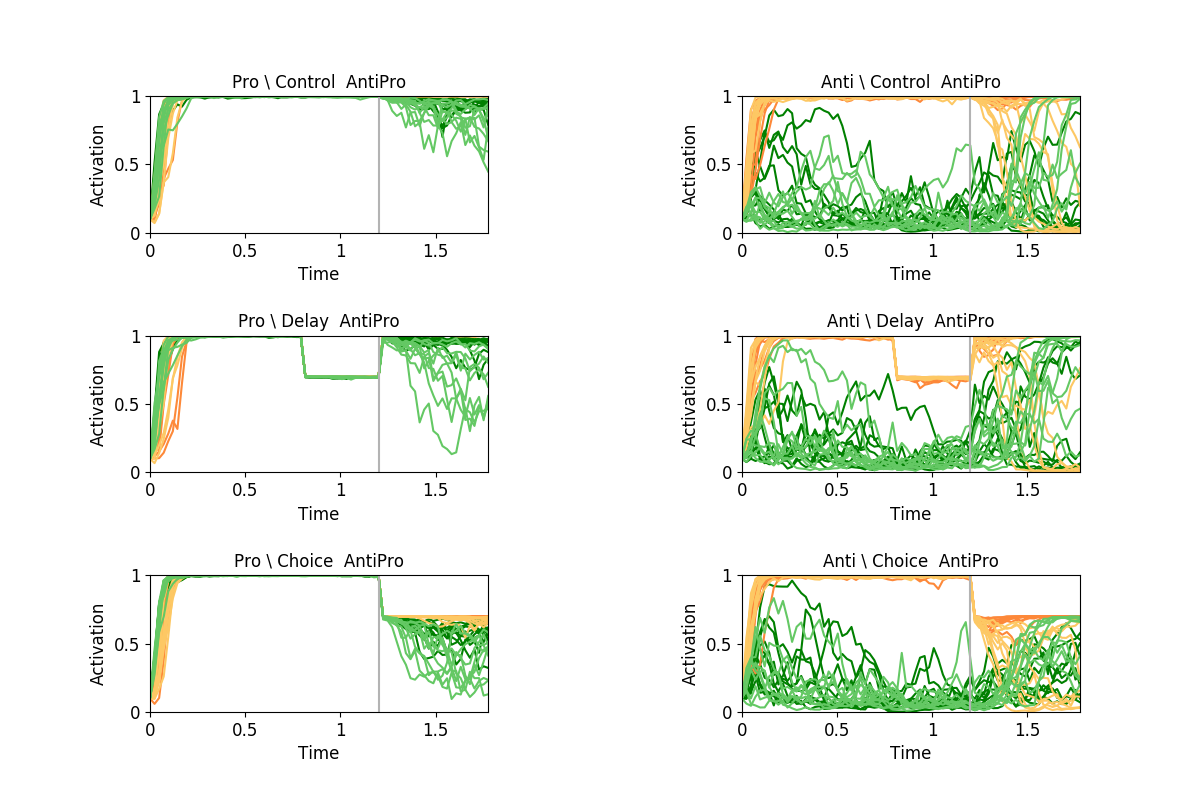 Pro \ Control AntiPro
Anti \ Control AntiPro
1
0.5
0
Activation
0
0.5
1
1.5
Time
1
0.5
0
Activation
0
0.5
1
1.5
Time
Pro \ Delay AntiPro
Anti \ Delay AntiPro
1
0.5
0
Activation
0
0.5
1
1.5
Time
1
0.5
0
Activation
0
0.5
1
1.5
Time
Pro \ Choice AntiPro
Anti \ Choice AntiPro
1
0.5
0
Activation
0
0.5
1
1.5
Time
1
0.5
0
Activation
0
0.5
1
1.5
Time